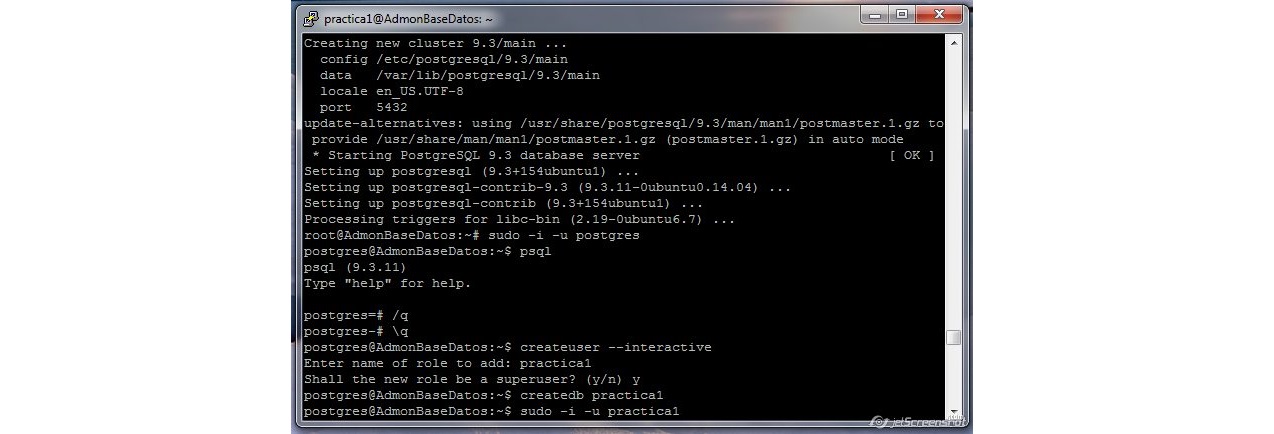 practica1@AdmonBaseDatos: ~
Creating new cluster 9.3/main ...
config /etc/postgresql/9.3/main
data /var/lib/postgresql/9.3/main
locale en_US.UTF-8
port 5432
update-alternatives: using /usr/share/postgresql/9.3/man/man1/postmaster.1.gz to
provide /usr/share/man/man1/postmaster.1.gz (postmaster.1.gz) in auto mode
* Starting PostgreSQL 9.3 database server [ OK ]
Setting up postgresql (9.3+154ubuntu1) ...
Setting up postgresql-contrib-9.3 (9.3.11-0ubuntu0.14.04) ...
Setting up postgresql-contrib (9.3+154ubuntu1) ...
Processing triggers for libc-bin (2.19-0ubuntu6.7) ...
root@AdmonBaseDatos:~# sudo -i -u postgres
postgres@AdmonBaseDatos:~$ psql
psql (9.3.11)
Type "help" for help.
postgres=# /q
postgres-# \q
postgres@AdmonBaseDatos:~$ createuser --interactive
Enter name of role to add: practica1
Shall the new role be a superuser? (y/n) y
postgres@AdmonBaseDatos:~$ createdb practica1
postgres@AdmonBaseDatos:~$ sudo -i -u practica1
jetScreenshot